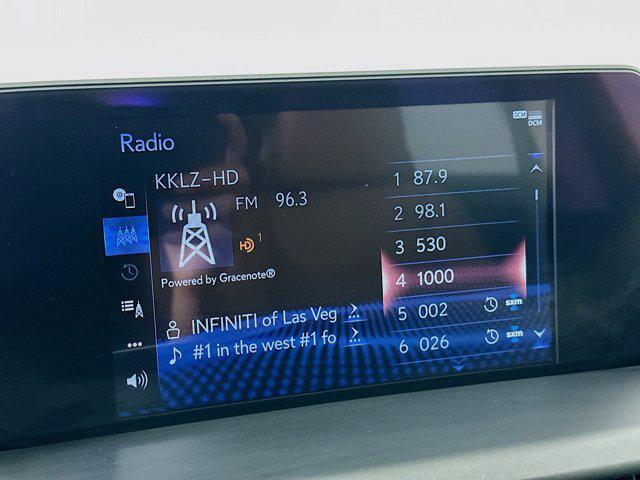 DCM
DCM
Radio
KKLZ-HD
FM 96.3
HD 1
Powered by Gracenote®
INFINITI of Las Veg
#1 in the west #1 fo
1 87.9
2 98.1
3 530
4 1000
5 002 sxm
6 026 sxm